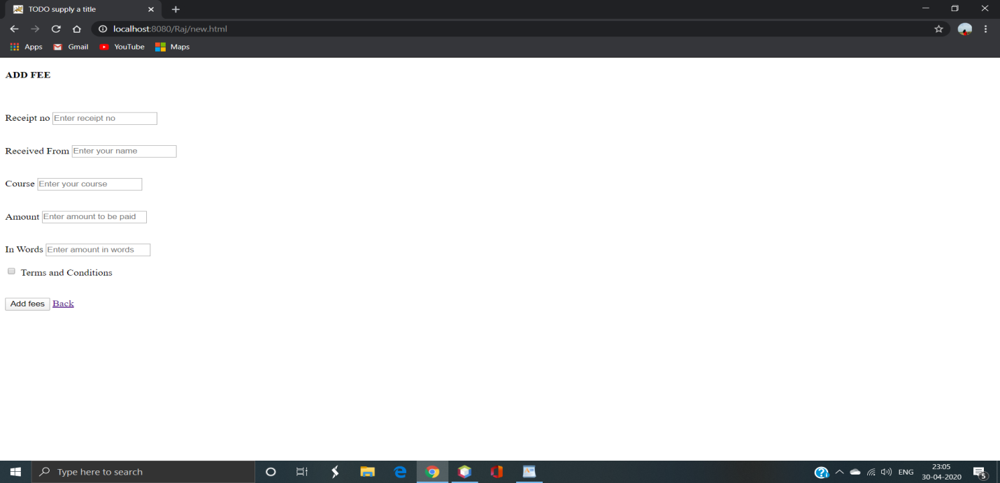 TODO supply a title
localhost:8080/Raj/new.html
Apps Gmail YouTube Maps
ADD FEE
Receipt no Enter receipt no
Received From Enter your name
Course Enter your course
Amount Enter amount to be paid
In Words Enter amount in words
Terms and Conditions
Add fees Back
Type here to search
ENG
23:05
30-04-2020
5